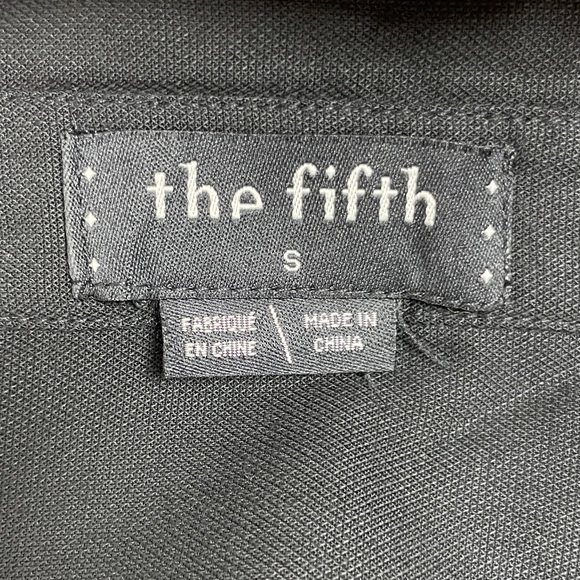 the fifth
S
FABRIQUÉ
EN CHINE
MADE IN
CHINA